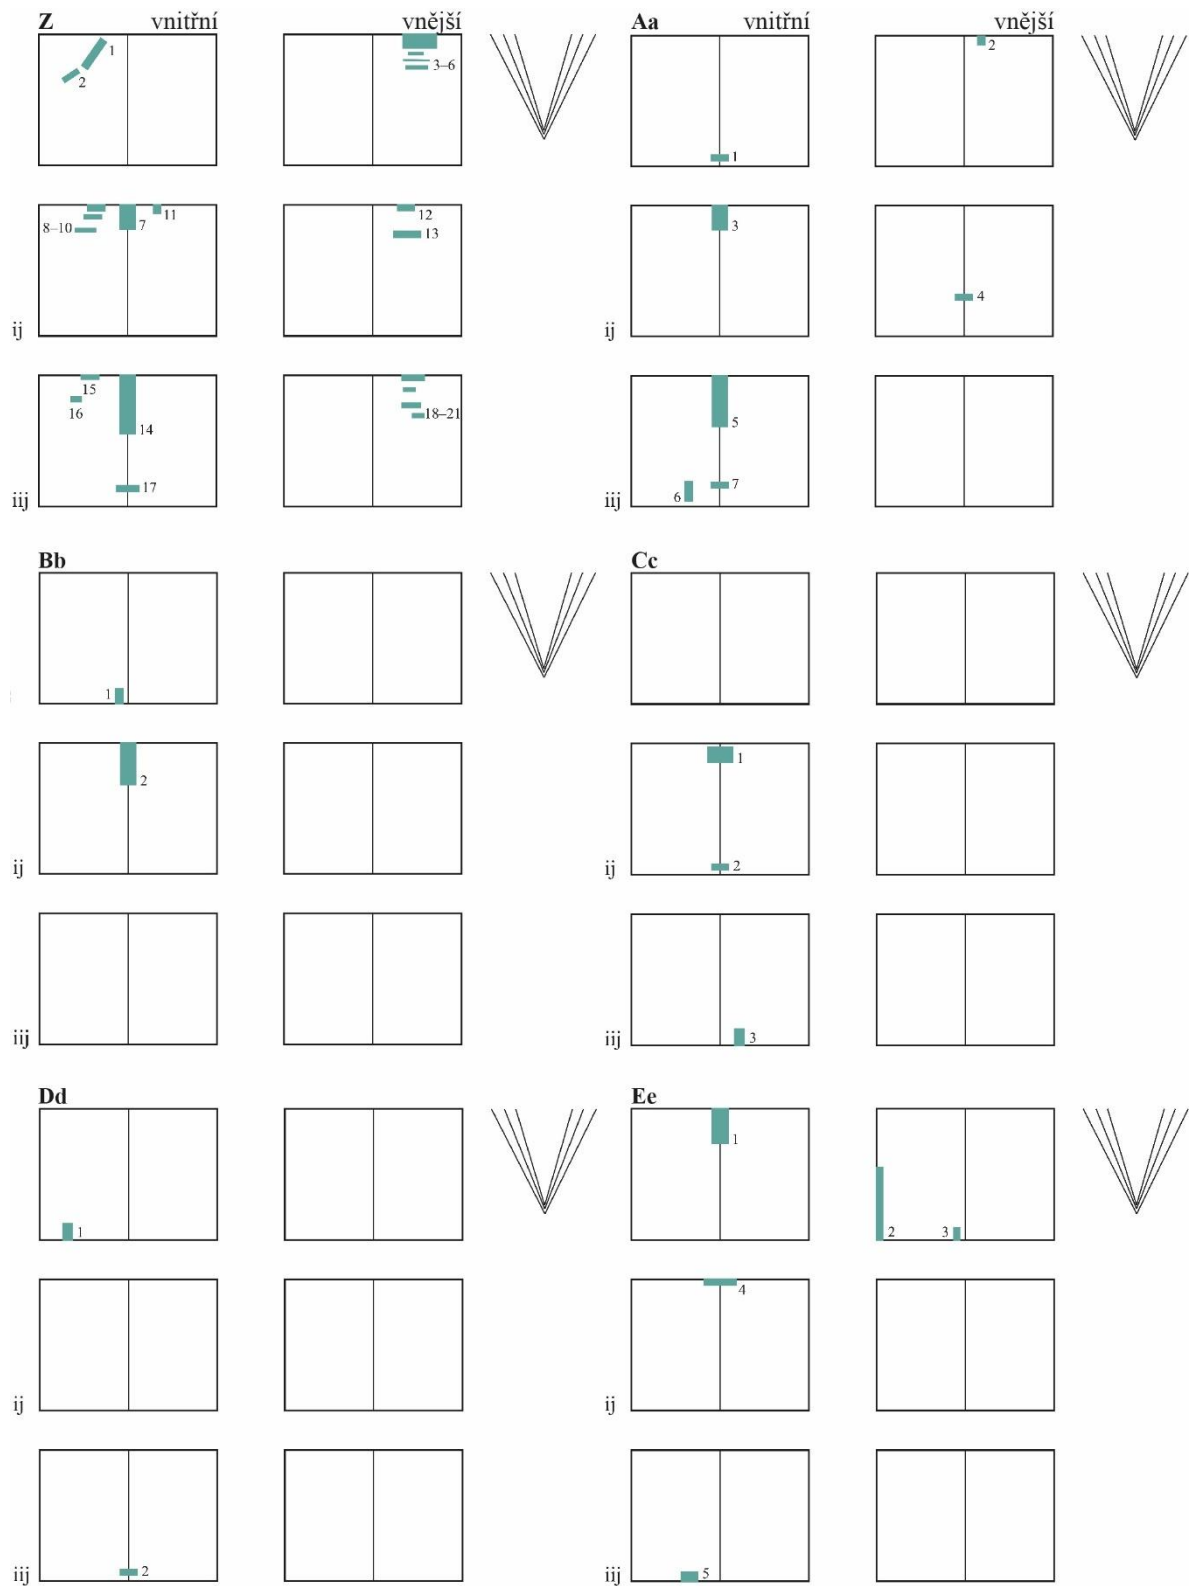 Z vnitřní vnější
1
2
3–6
8–10 7 11
12
13
ij
15
16
14
17
18–21
iij
Aa vnitřní vnější
2
1
3
4
ij
5
6 7
iij
Bb
1
2
ij
iij
Cc
1
2
ij
3
iij
Dd
1
ij
2
iij
Ee
1
2 3
4
ij
5
iij